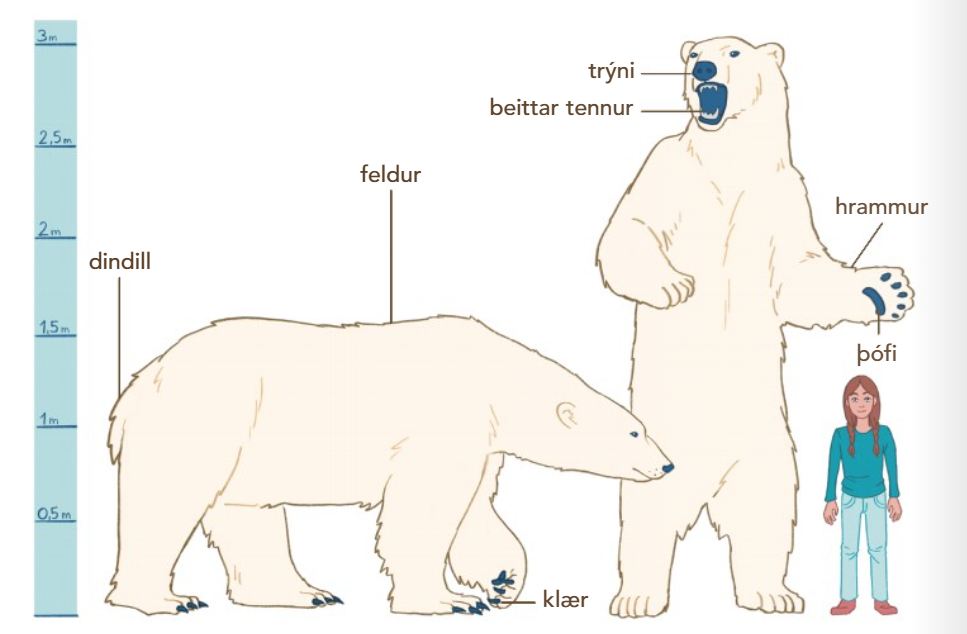 3m
2,5m
2m
1,5m
1m
0,5m
dindill
feldur
klær
trýni
beittar tennur
hrammur
þófi